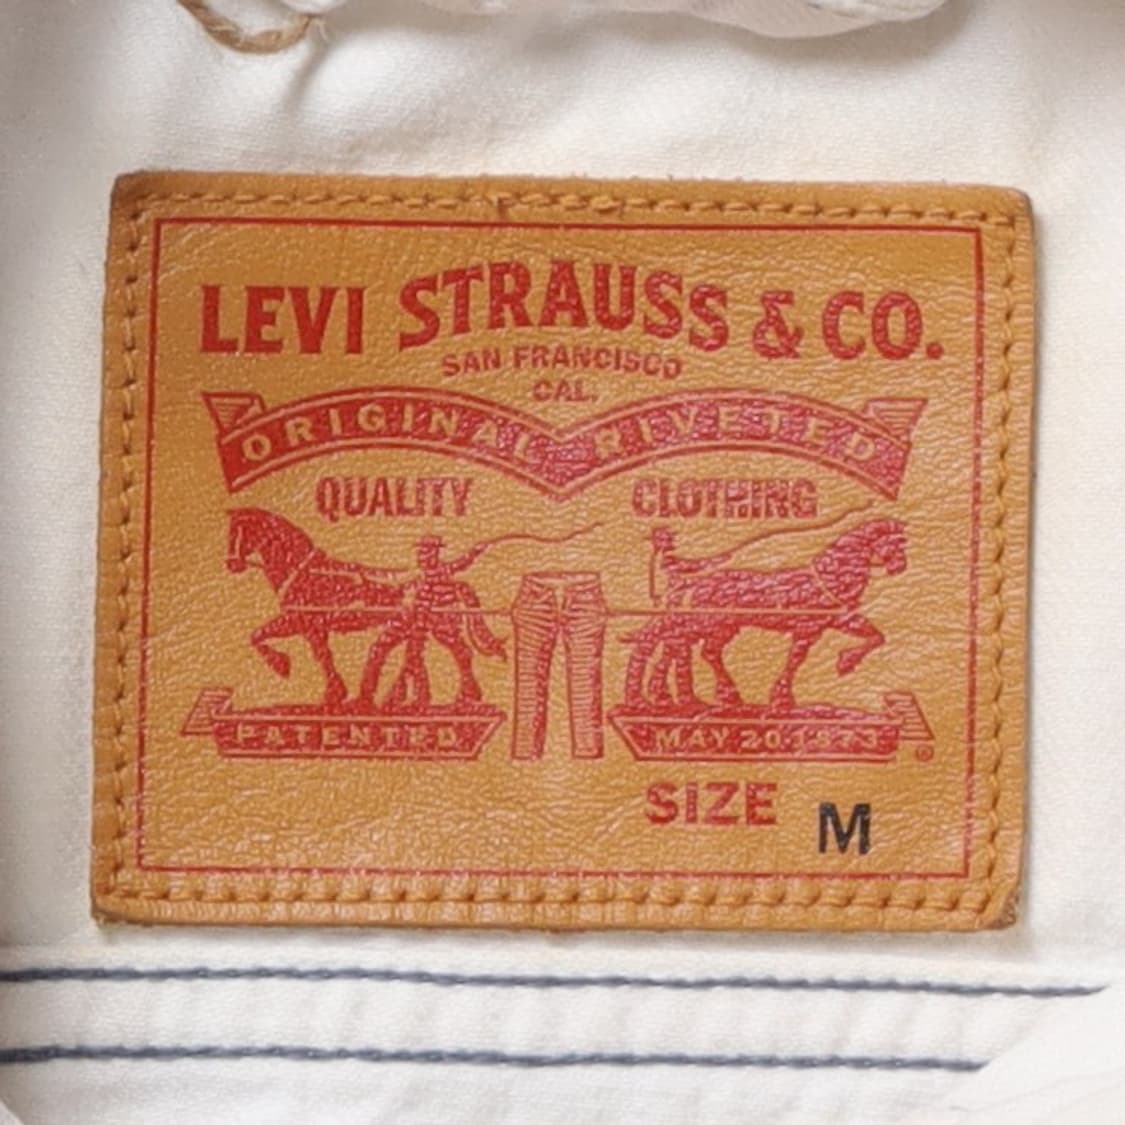 LEVI STRAUSS & CO.
SAN FRANCISCO
CAL.
ORIGINAL RIVETED
QUALITY CLOTHING
PATENTED MAY 20 1873 ®
SIZE M